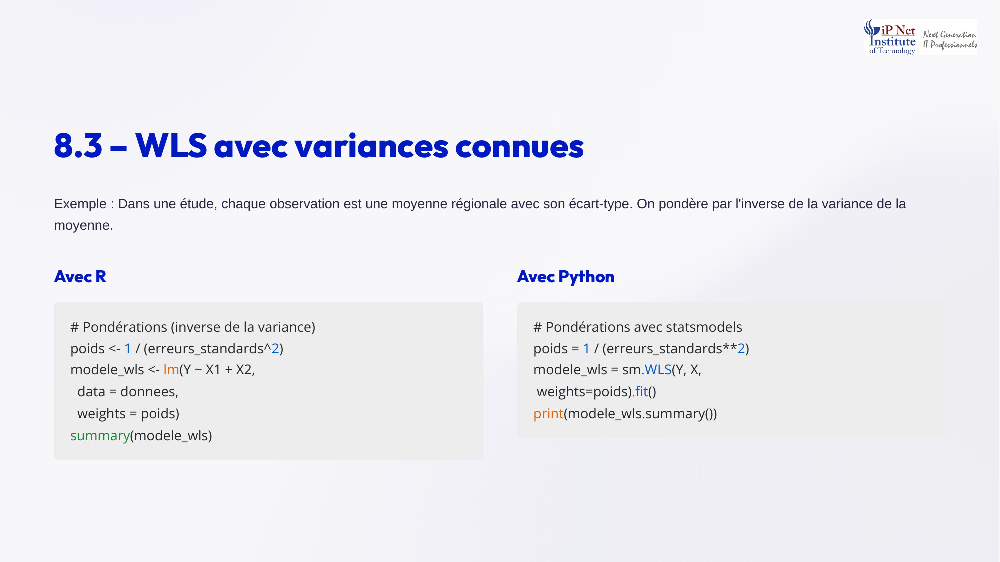 iP Net
Institute
of Technology
Next Generation
IT Professionnels
8.3 – WLS avec variances connues
Exemple : Dans une étude, chaque observation est une moyenne régionale avec son écart-type. On pondère par l'inverse de la variance de la
moyenne.
Avec R
# Pondérations (inverse de la variance)
poids <- 1 / (erreurs_standards^2)
modele_wls <- lm(Y ~ X1 + X2,
  data = donnees,
  weights = poids)
summary(modele_wls)
Avec Python
# Pondérations avec statsmodels
poids = 1 / (erreurs_standards**2)
modele_wls = sm.WLS(Y, X,
 weights=poids).fit()
print(modele_wls.summary())